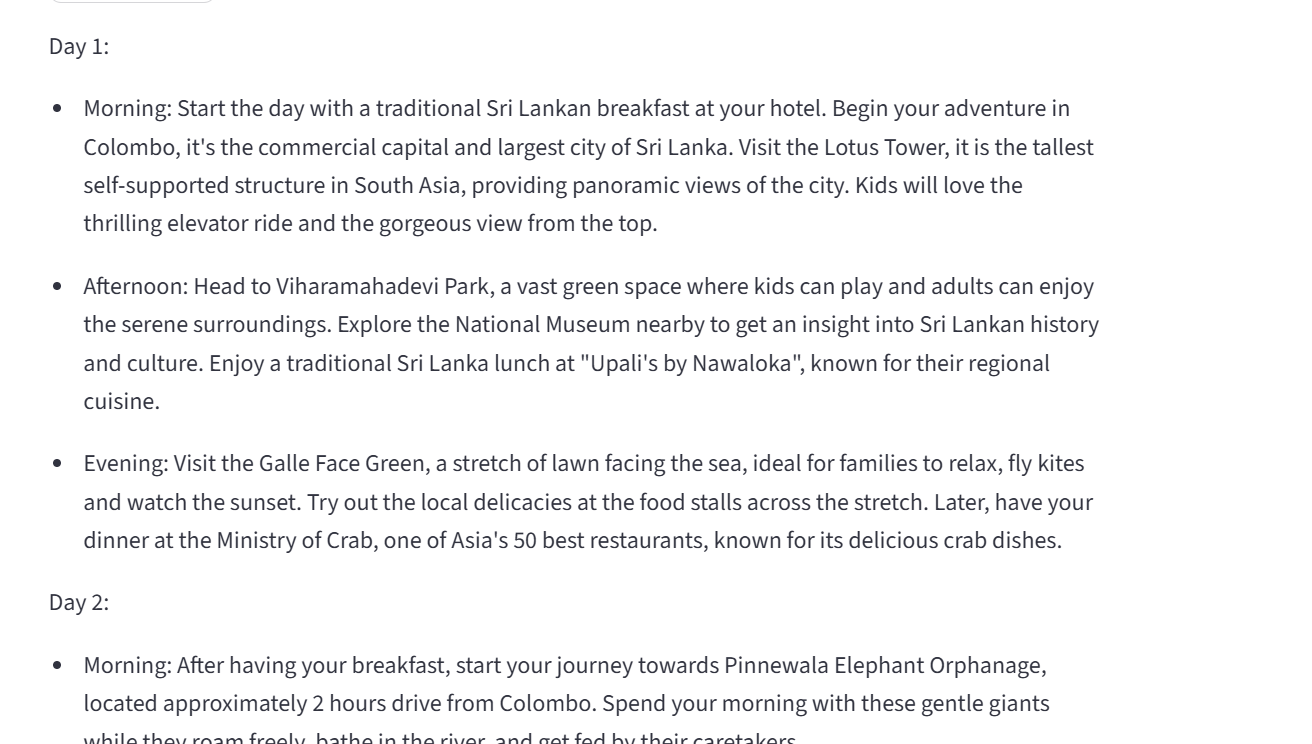 Day 1:
Morning: Start the day with a traditional Sri Lankan breakfast at your hotel. Begin your adventure in
Colombo, it's the commercial capital and largest city of Sri Lanka. Visit the Lotus Tower, it is the tallest
self-supported structure in South Asia, providing panoramic views of the city. Kids will love the
thrilling elevator ride and the gorgeous view from the top.
Afternoon: Head to Viharamahadevi Park, a vast green space where kids can play and adults can enjoy
the serene surroundings. Explore the National Museum nearby to get an insight into Sri Lankan history
and culture. Enjoy a traditional Sri Lanka lunch at "Upali's by Nawaloka", known for their regional
cuisine.
Evening: Visit the Galle Face Green, a stretch of lawn facing the sea, ideal for families to relax, fly kites
and watch the sunset. Try out the local delicacies at the food stalls across the stretch. Later, have your
dinner at the Ministry of Crab, one of Asia's 50 best restaurants, known for its delicious crab dishes.
Day 2:
Morning: After having your breakfast, start your journey towards Pinnewala Elephant Orphanage,
located approximately 2 hours drive from Colombo. Spend your morning with these gentle giants
while they roam freely, bathe in the river, and get fed by their caretakers.